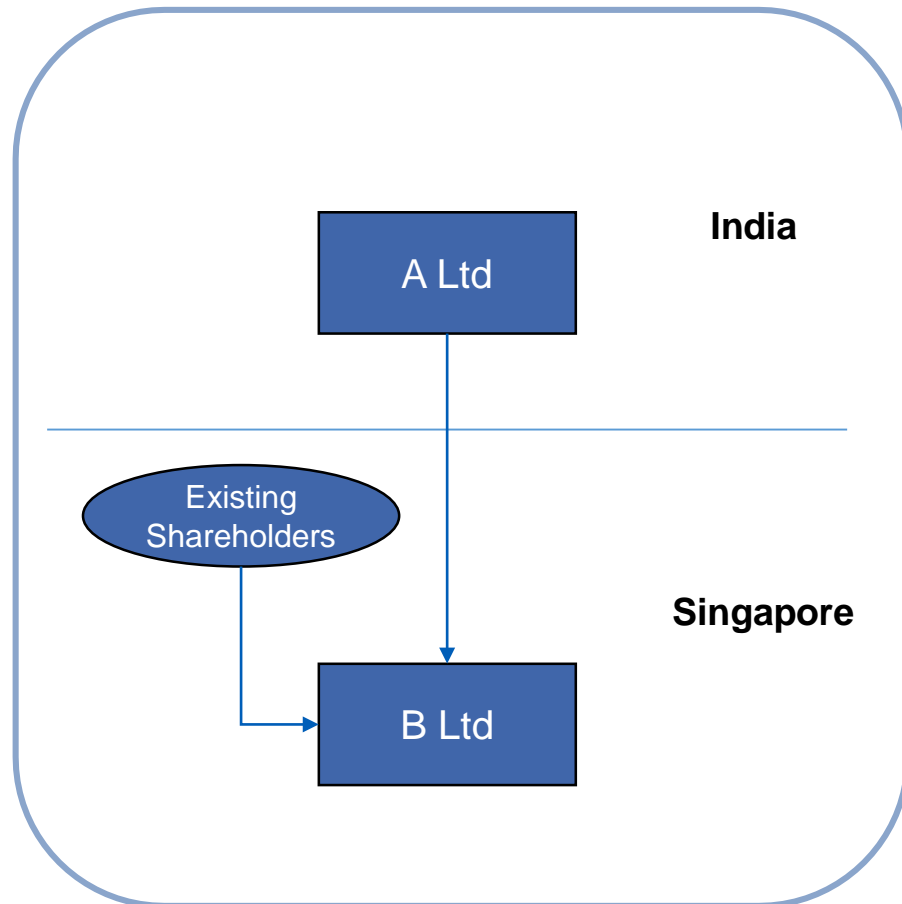 India
A Ltd
Existing
Shareholders
Singapore
B Ltd